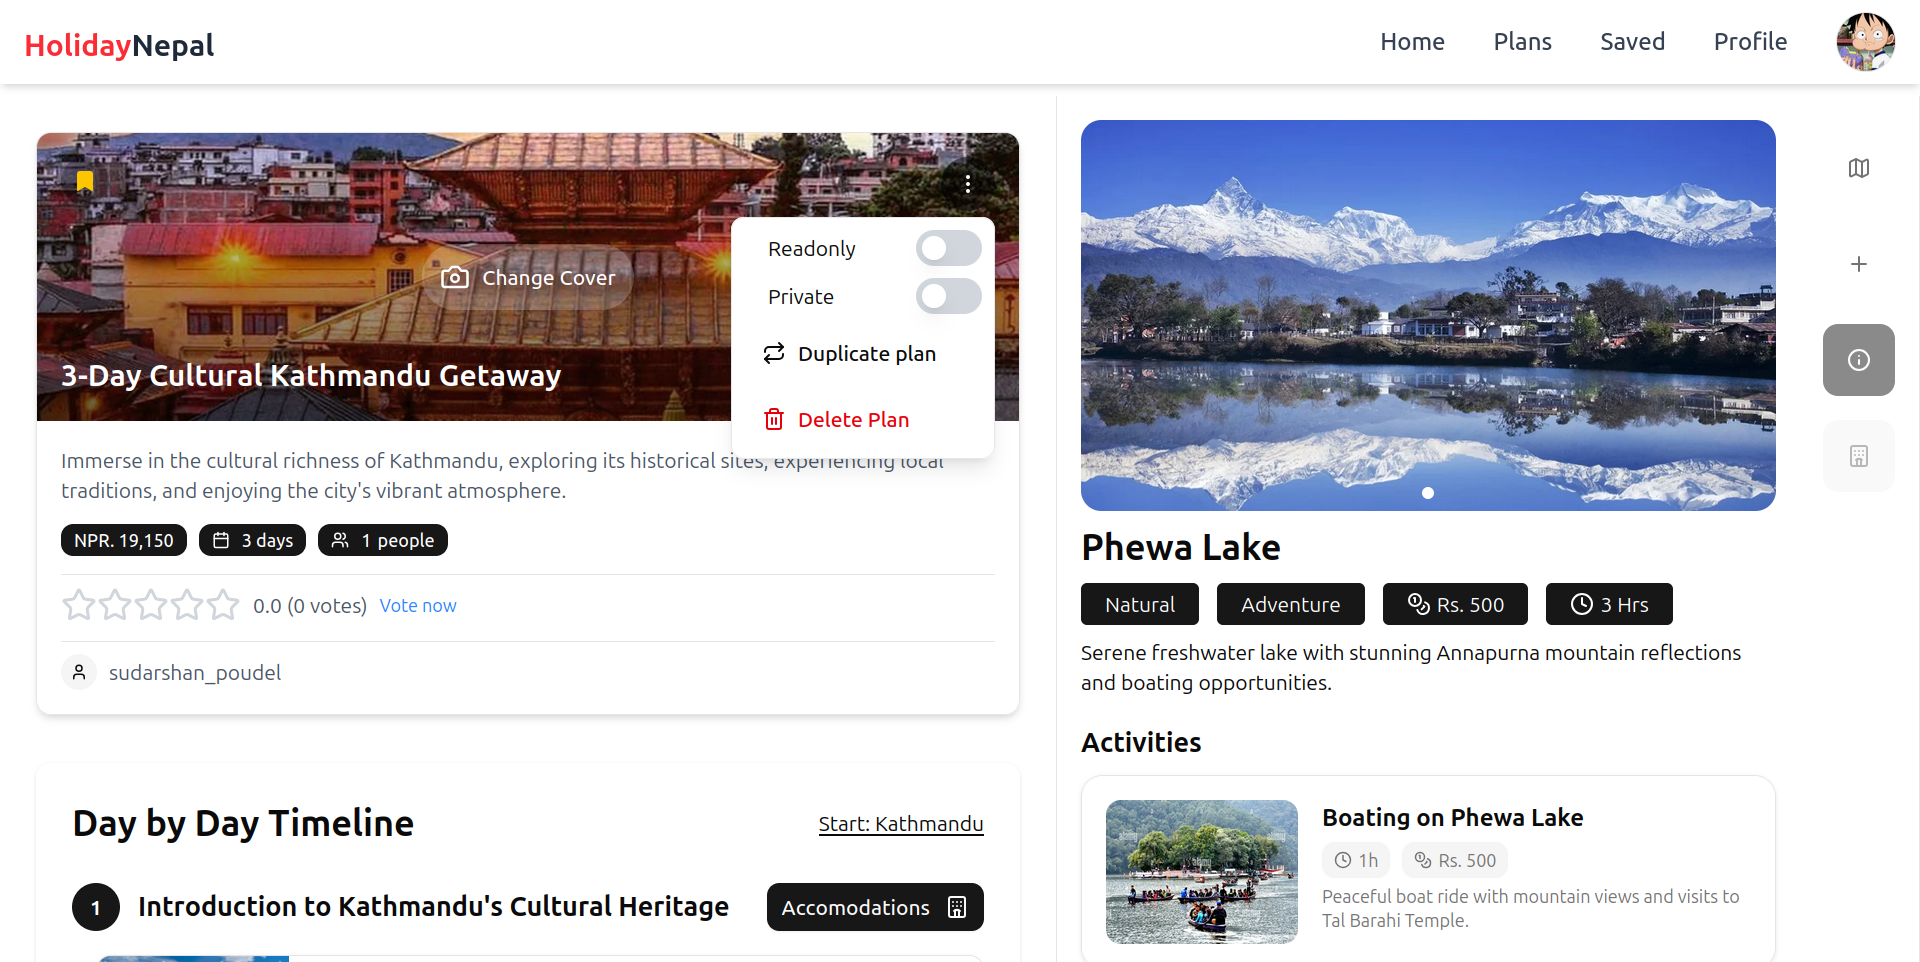 HolidayNepal
Home
Plans
Saved
Profile
Readonly
Private
Duplicate plan
Delete Plan
Change Cover
3-Day Cultural Kathmandu Getaway
Immerse in the cultural richness of Kathmandu, exploring its historical sites, experiencing local
traditions, and enjoying the city's vibrant atmosphere.
NPR. 19,150
3 days
1 people
0.0 (0 votes) Vote now
sudarshan_poudel
Day by Day Timeline
Start: Kathmandu
1
Introduction to Kathmandu's Cultural Heritage
Accomodations
Phewa Lake
Natural
Adventure
Rs. 500
3 Hrs
Serene freshwater lake with stunning Annapurna mountain reflections
and boating opportunities.
Activities
Boating on Phewa Lake
1h
Rs. 500
Peaceful boat ride with mountain views and visits to
Tal Barahi Temple.